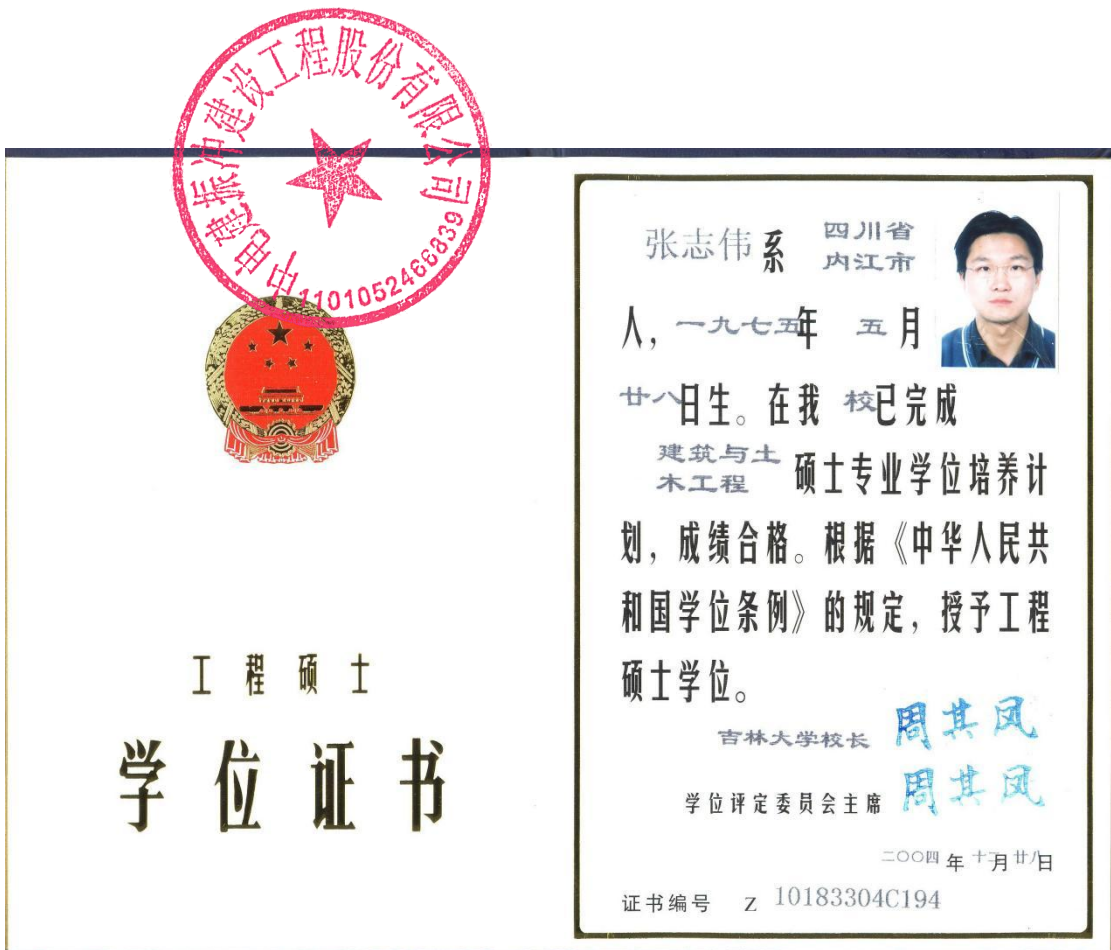 中电建振冲建设工程股份有限公司
1101052466839
工程硕士
学位证书
张志伟系 四川省
内江市
人，一九七五年 五月
廿八日生。在我 校已完成
建筑与土
木工程 硕士专业学位培养计
划，成绩合格。根据《中华人民共
和国学位条例》的规定，授予工程
硕士学位。
吉林大学校长 周其凤
学位评定委员会主席 周其凤
二〇〇四年 十二月廿八日
证书编号 Z 10183304C194